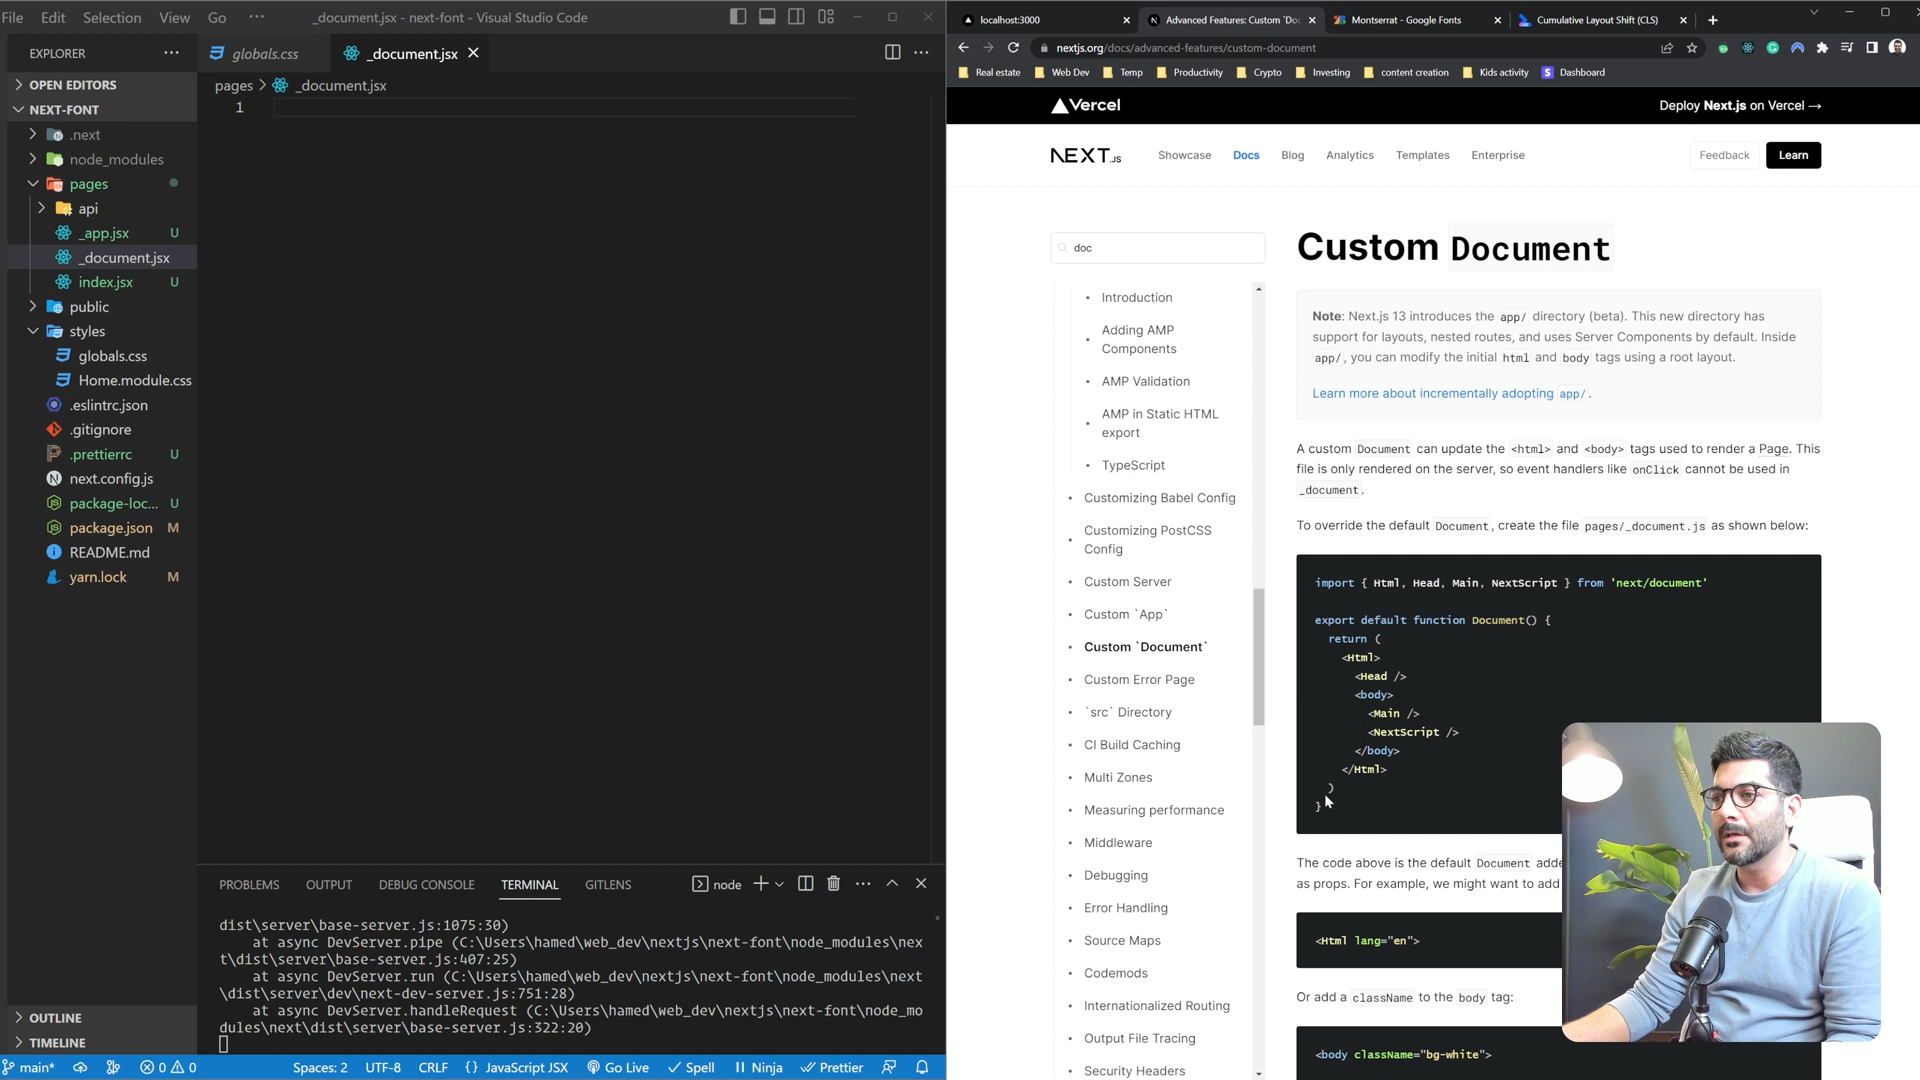 File Edit Selection View Go ··· _document.jsx - next-font - Visual Studio Code
EXPLORER ···
OPEN EDITORS
NEXT-FONT
.next
node_modules
pages
api
_app.jsx U
_document.jsx
index.jsx U
public
styles
globals.css
Home.module.css
.eslintrc.json
.gitignore
.prettierrc U
next.config.js
package-loc... U
package.json M
README.md
yarn.lock M
OUTLINE
TIMELINE
globals.css _document.jsx
pages > _document.jsx
1
PROBLEMS OUTPUT DEBUG CONSOLE TERMINAL GITLENS node
dist\server\base-server.js:1075:30)
at async DevServer.pipe (C:\Users\hamed\web_dev\nextjs\next-font\node_modules\nex
t\dist\server\base-server.js:407:25)
at async DevServer.run (C:\Users\hamed\web_dev\nextjs\next-font\node_modules\next
\dist\server\dev\next-dev-server.js:751:28)
at async DevServer.handleRequest (C:\Users\hamed\web_dev\nextjs\next-font\node_mo
dules\next\dist\server\base-server.js:322:20)
main* 0 0 Spaces: 2 UTF-8 CRLF {} JavaScript JSX Go Live Spell Ninja Prettier
localhost:3000 Advanced Features: Custom `Doc Montserrat - Google Fonts Cumulative Layout Shift (CLS)
nextjs.org/docs/advanced-features/custom-document
Real estate Web Dev Temp Productivity Crypto Investing content creation Kids activity Dashboard
Vercel Deploy Next.js on Vercel →
NEXT.JS Showcase Docs Blog Analytics Templates Enterprise Feedback Learn
doc
Introduction
Adding AMP
Components
AMP Validation
AMP in Static HTML
export
TypeScript
Customizing Babel Config
Customizing PostCSS
Config
Custom Server
Custom `App`
Custom `Document`
Custom Error Page
`src` Directory
CI Build Caching
Multi Zones
Measuring performance
Middleware
Debugging
Error Handling
Source Maps
Codemods
Internationalized Routing
Output File Tracing
Security Headers
Custom Document
Note: Next.js 13 introduces the app/ directory (beta). This new directory has
support for layouts, nested routes, and uses Server Components by default. Inside
app/, you can modify the initial html and body tags using a root layout.
Learn more about incrementally adopting app/.
A custom Document can update the <html> and <body> tags used to render a Page. This
file is only rendered on the server, so event handlers like onClick cannot be used in
_document.
To override the default Document, create the file pages/_document.js as shown below:
import { Html, Head, Main, NextScript } from 'next/document'
export default function Document() {
return (
<Html>
<Head />
<body>
<Main />
<NextScript />
</body>
</Html>
)
}
The code above is the default Document adde
as props. For example, we might want to add
<Html lang="en">
Or add a className to the body tag:
<body className="bg-white">